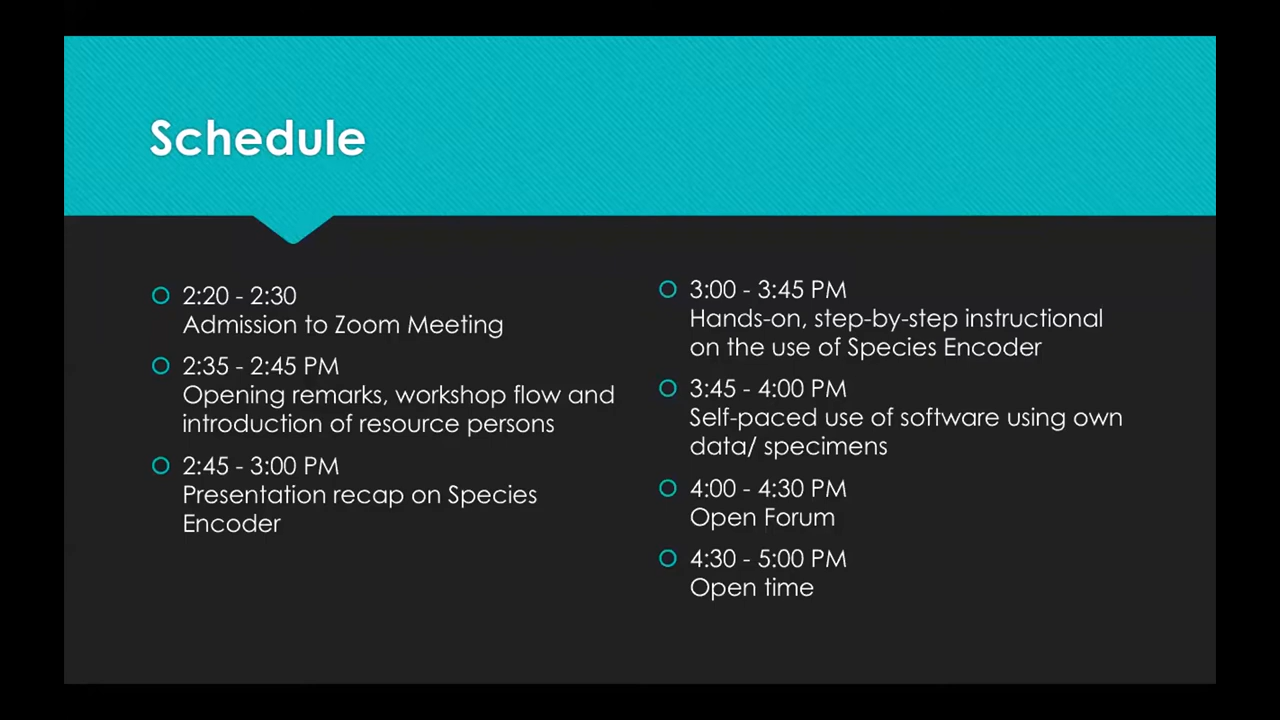 Schedule
2:20 - 2:30
Admission to Zoom Meeting
2:35 - 2:45 PM
Opening remarks, workshop flow and
introduction of resource persons
2:45 - 3:00 PM
Presentation recap on Species
Encoder
3:00 - 3:45 PM
Hands-on, step-by-step instructional
on the use of Species Encoder
3:45 - 4:00 PM
Self-paced use of software using own
data/ specimens
4:00 - 4:30 PM
Open Forum
4:30 - 5:00 PM
Open time